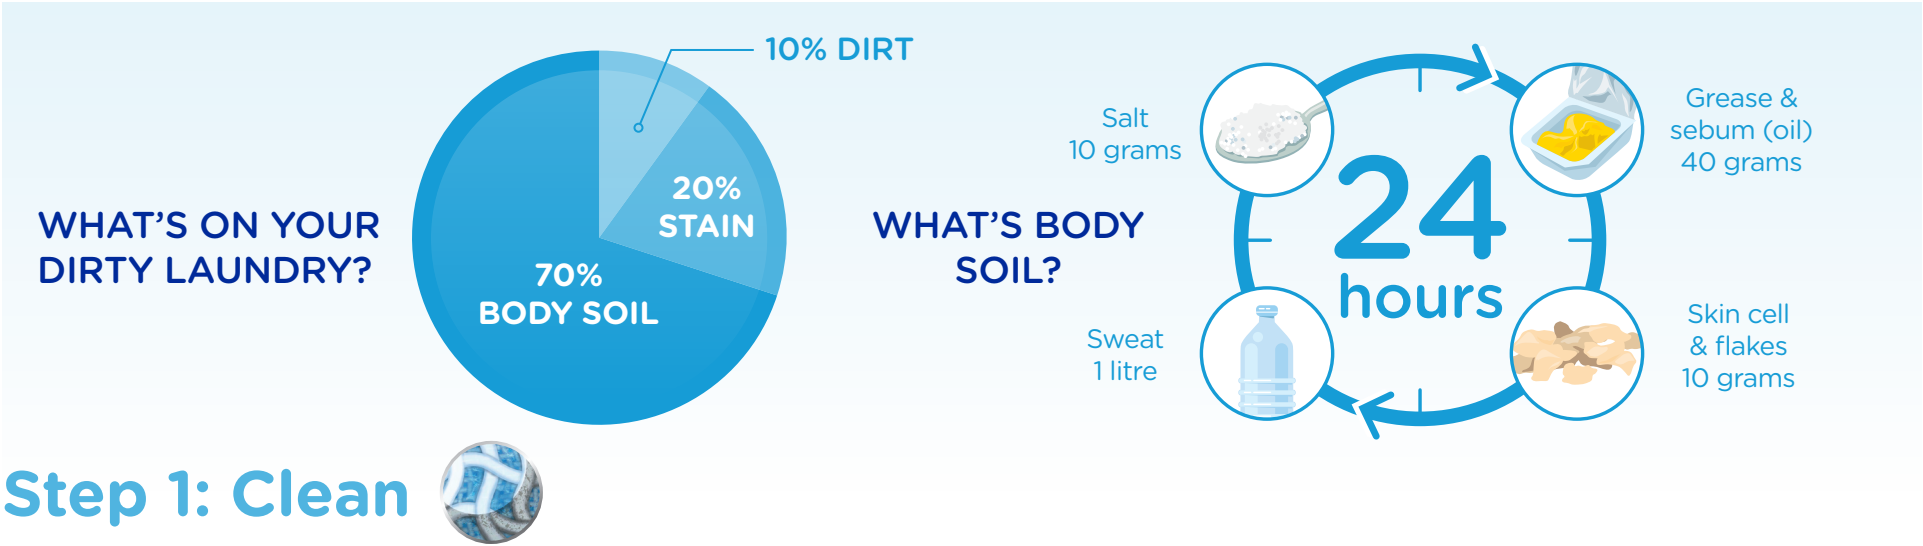 WHAT’S ON YOUR
DIRTY LAUNDRY?
10% DIRT
20%
STAIN
70%
BODY SOIL
WHAT’S BODY
SOIL?
Salt
10 grams
Grease &
sebum (oil)
40 grams
24
hours
Sweat
1 litre
Skin cell
& flakes
10 grams
Step 1: Clean